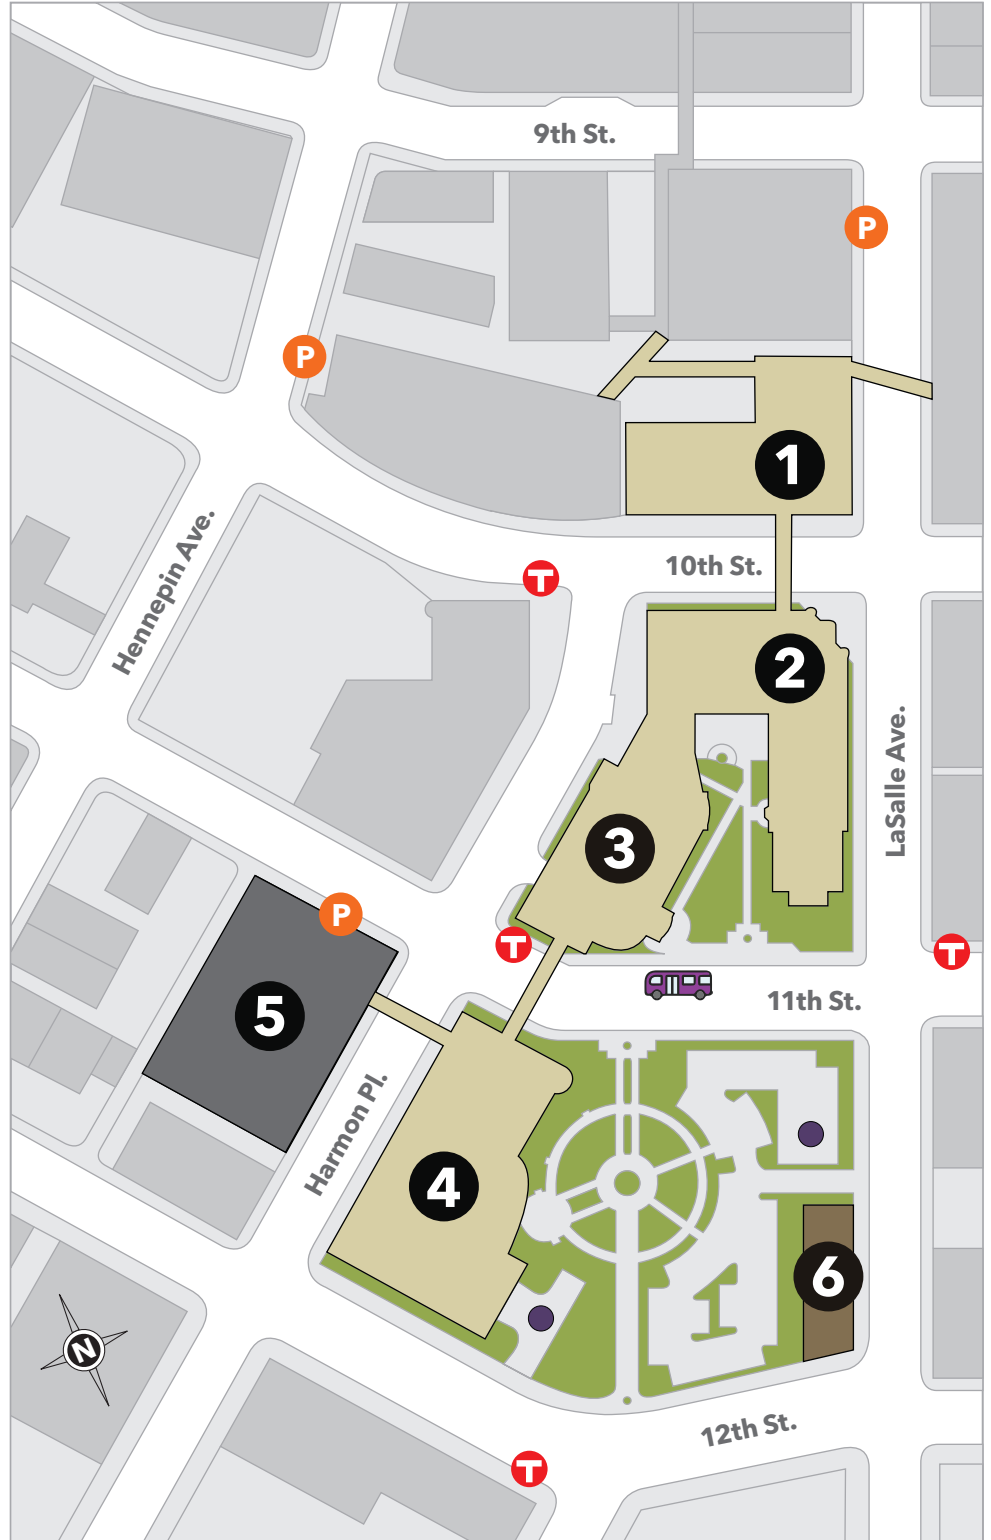 9th St.
P
P
1
10th St.
T
Hennepin Ave.
2
LaSalle Ave.
3
P
T
T
11th St.
5
Harmon Pl.
4
6
N
12th St.
T